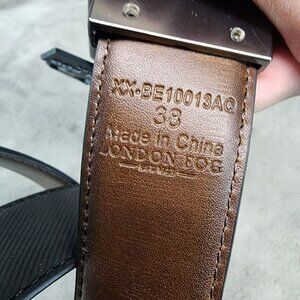 XX-BE10013AQ
38
Made in China
LONDON FOG